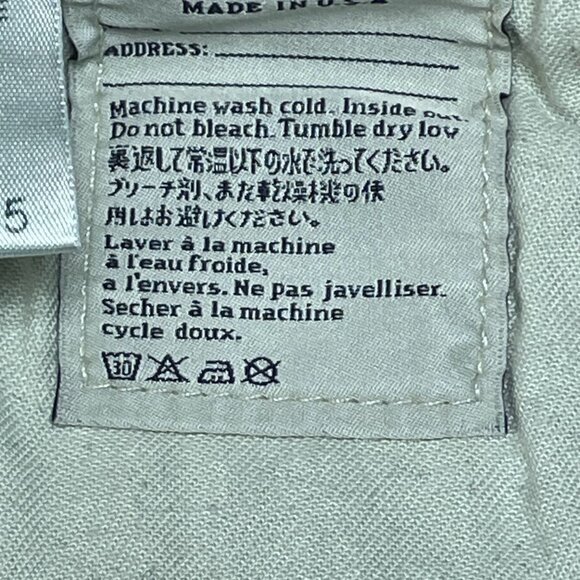 MADE IN U.S.A
ADDRESS:
Machine wash cold. Inside out.
Do not bleach. Tumble dry low
裏返して常温以下の水で洗ってください。
ブリーチ剤、また乾燥機の使
用はお避けください。
Laver à la machine
à l'eau froide,
a l'envers. Ne pas javelliser.
Secher à la machine
cycle doux.
30
5